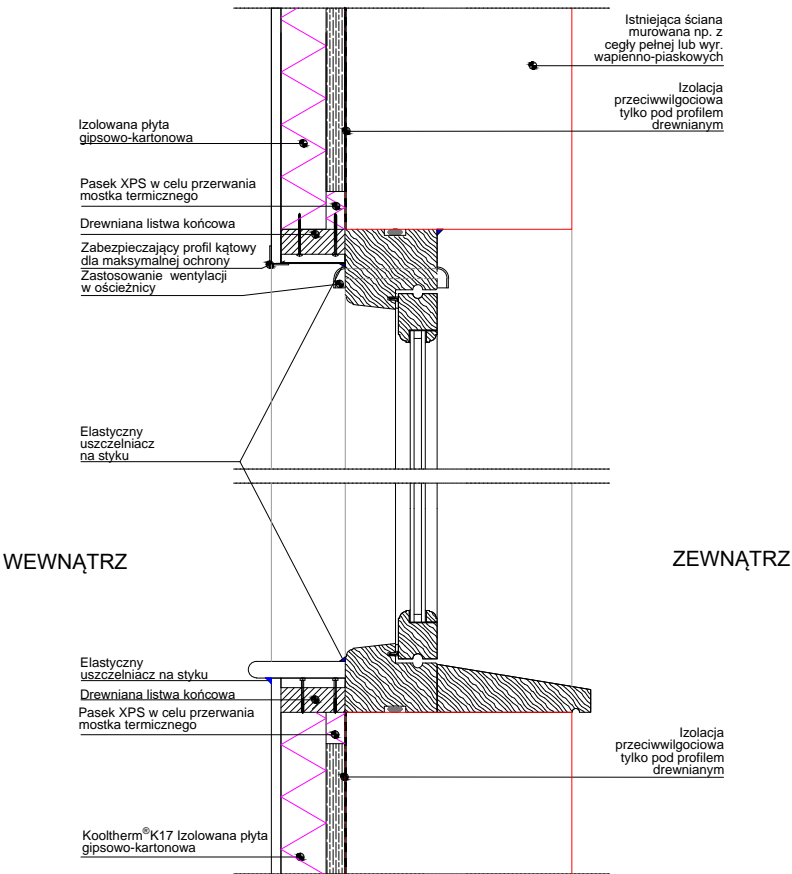 Istniejąca ściana
murowana np. z
cegły pełnej lub wyr.
wapienno-piaskowych
Izolacja
przeciwwilgociowa
tylko pod profilem
drewnianym
Izolowana płyta
gipsowo-kartonowa
Pasek XPS w celu przerwania
mostka termicznego
Drewniana listwa końcowa
Zabezpieczający profil kątowy
dla maksymalnej ochrony
Zastosowanie wentylacji
w ościeżnicy
Elastyczny
uszczelniacz
na styku
WEWNĄTRZ
ZEWNĄTRZ
Elastyczny
uszczelniacz na styku
Drewniana listwa końcowa
Pasek XPS w celu przerwania
mostka termicznego
Izolacja
przeciwwilgociowa
tylko pod profilem
drewnianym
Kooltherm®K17 Izolowana płyta
gipsowo-kartonowa